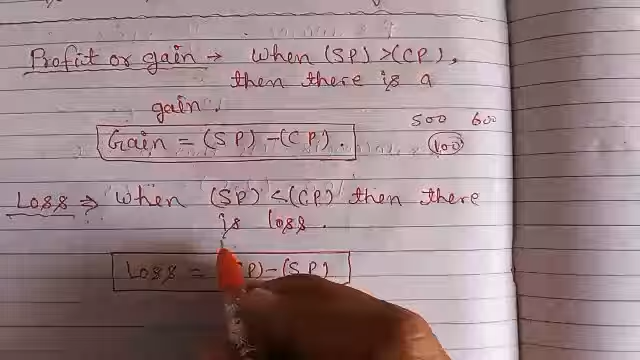 Profit or gain → When (SP) > (CP),
then there is a
gain.
500 600
Gain = (SP) - (CP).
100
Loss ⇒ When (SP) < (CP) then there
is loss.
Loss = P) - (SP)